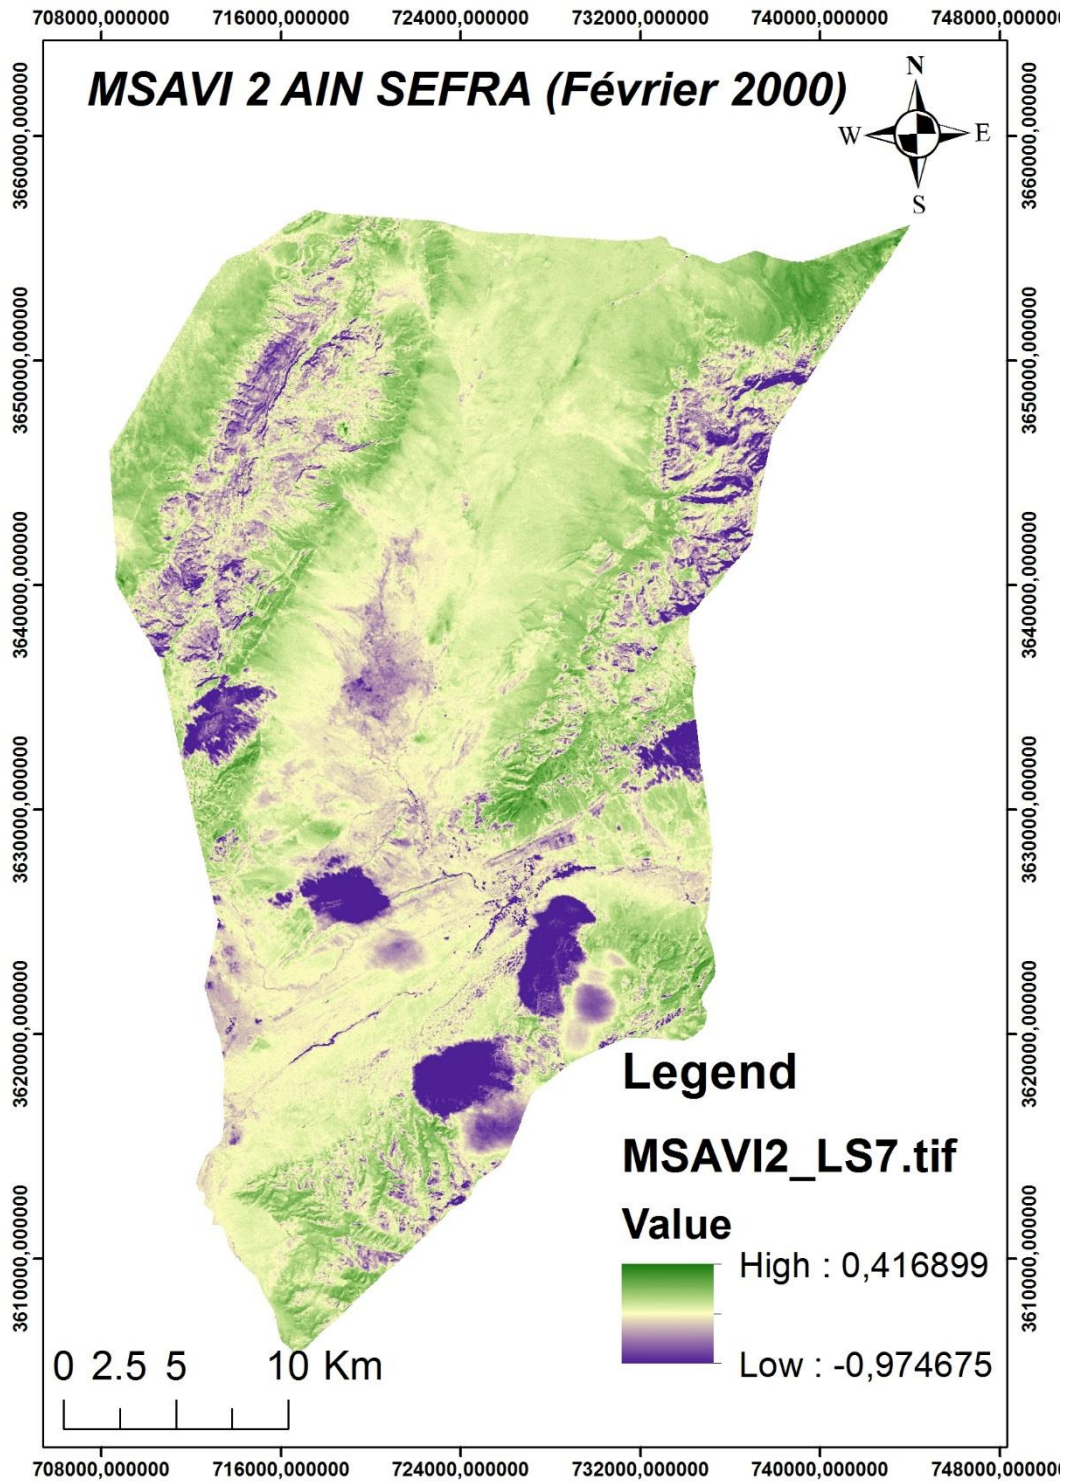 708000,000000 716000,000000 724000,000000 732000,000000 740000,000000 748000,000000
MSAVI 2 AIN SEFRA (Février 2000)
N
W E
S
3660000,000000 3660000,000000
3650000,000000 3650000,000000
3640000,000000 3640000,000000
3630000,000000 3630000,000000
3620000,000000 3620000,000000
3610000,000000 3610000,000000
Legend
MSAVI2_LS7.tif
Value
High : 0,416899
Low : -0,974675
0 2.5 5 10 Km
708000,000000 716000,000000 724000,000000 732000,000000 740000,000000 748000,000000